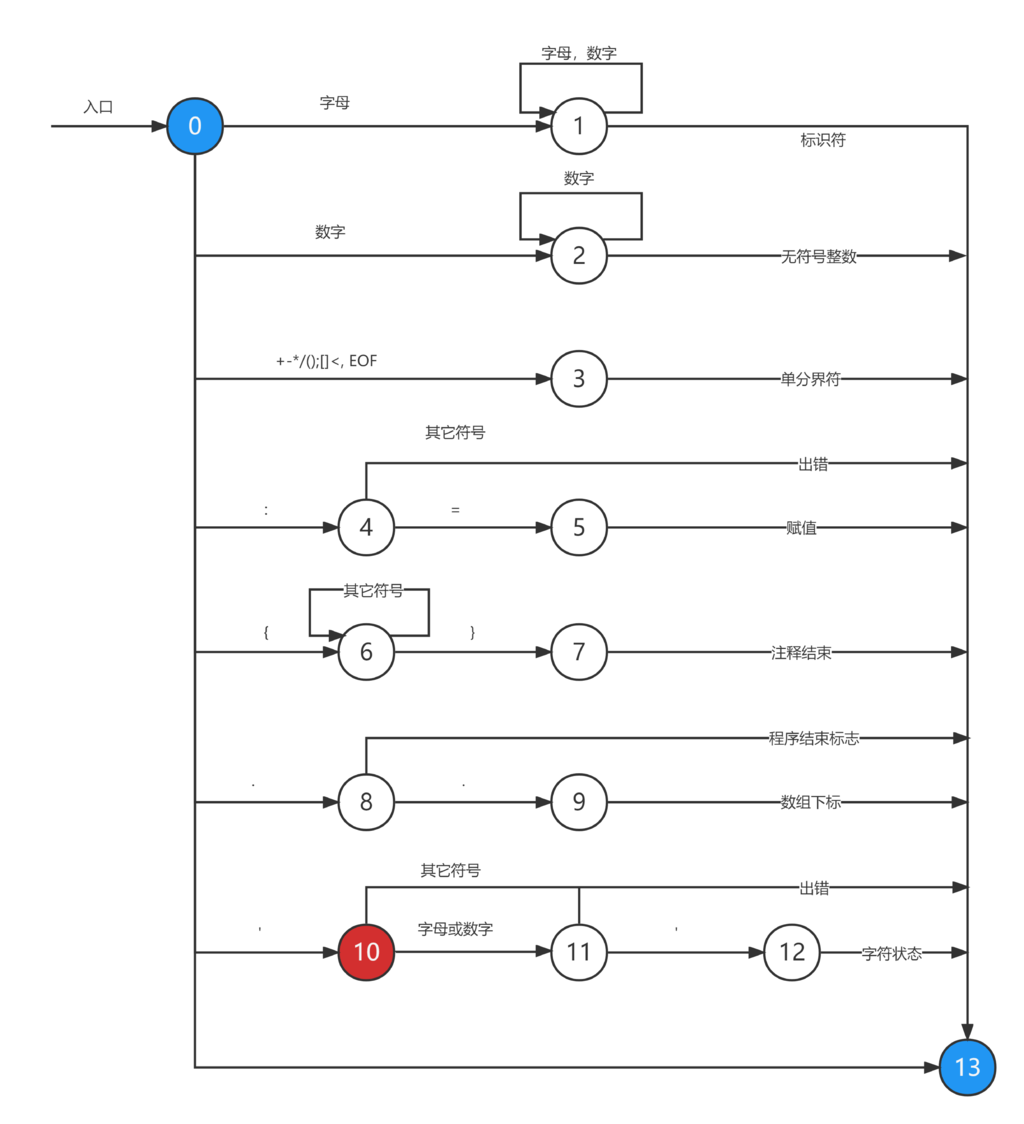 字母，数字
入口
字母
0
1
标识符
数字
数字
2
无符号整数
+-*/();[]<, EOF
3
单分界符
其它符号
出错
:
4
=
5
赋值
其它符号
{
6
}
7
注释结束
程序结束标志
.
8
.
9
数组下标
其它符号
出错
'
10
字母或数字
11
'
12
字符状态
13